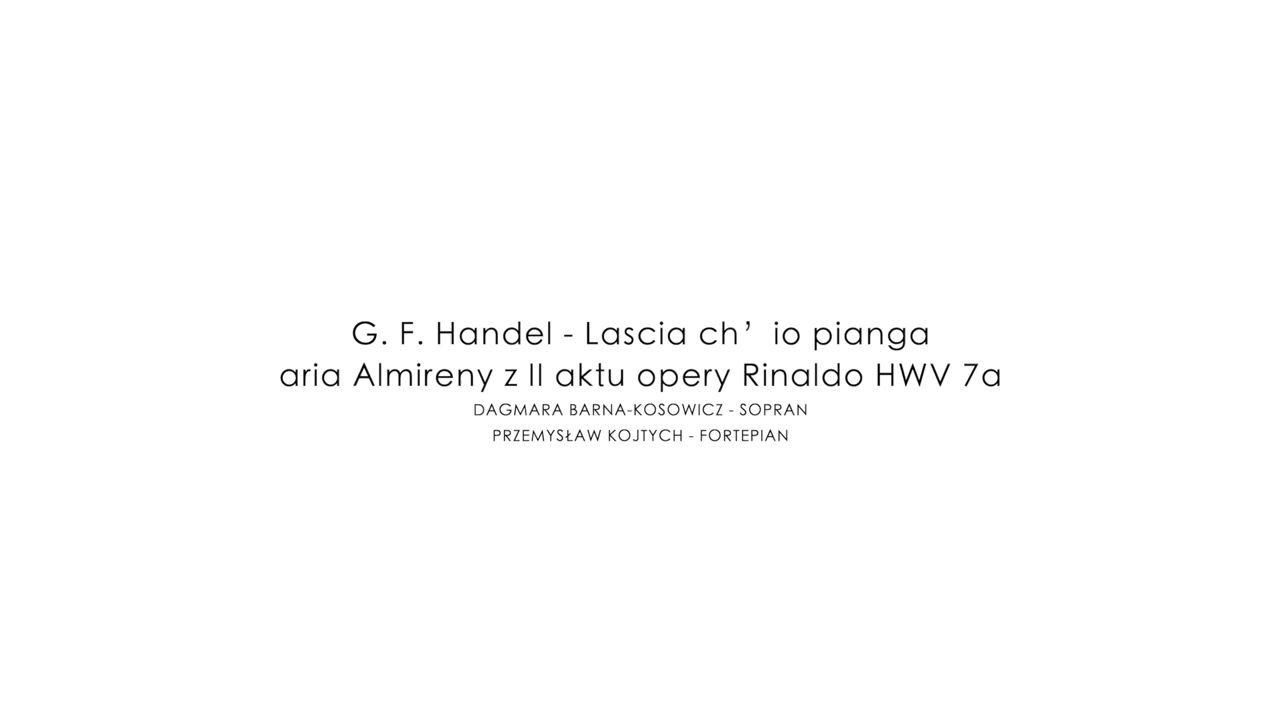 G. F. Handel - Lascia ch’ io pianga
aria Almireny z II aktu opery Rinaldo HWV 7a
DAGMARA BARNA-KOSOWICZ - SOPRAN
PRZEMYSŁAW KOJTYCH - FORTEPIAN